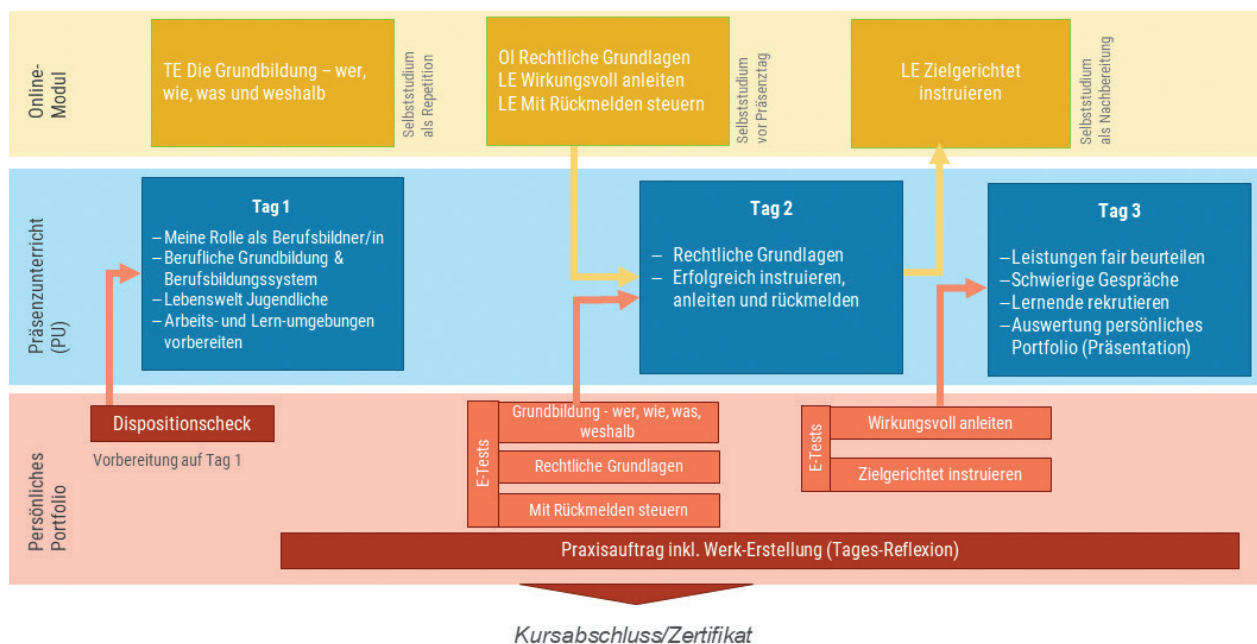 Online-
Modul
TE Die Grundbildung – wer,
wie, was und weshalb
Selbststudium
als Repetition
OI Rechtliche Grundlagen
LE Wirkungsvoll anleiten
LE Mit Rückmelden steuern
Selbststudium
vor Präsenztag
LE Zielgerichtet
instruieren
Selbststudium
als Nachbereitung
Präsenzunterricht
(PU)
Tag 1
– Meine Rolle als Berufsbildner/in
– Berufliche Grundbildung &
Berufsbildungssystem
– Lebenswelt Jugendliche
– Arbeits- und Lern-umgebungen
vorbereiten
Tag 2
– Rechtliche Grundlagen
– Erfolgreich instruieren,
anleiten und rückmelden
Tag 3
– Leistungen fair beurteilen
– Schwierige Gespräche
– Lernende rekrutieren
– Auswertung persönliches
Portfolio (Präsentation)
Persönliches
Portfolio
Dispositionscheck
Vorbereitung auf Tag 1
E-Tests
Grundbildung - wer, wie, was,
weshalb
Rechtliche Grundlagen
Mit Rückmelden steuern
E-Tests
Wirkungsvoll anleiten
Zielgerichtet instruieren
Praxisauftrag inkl. Werk-Erstellung (Tages-Reflexion)
Kursabschluss/Zertifikat